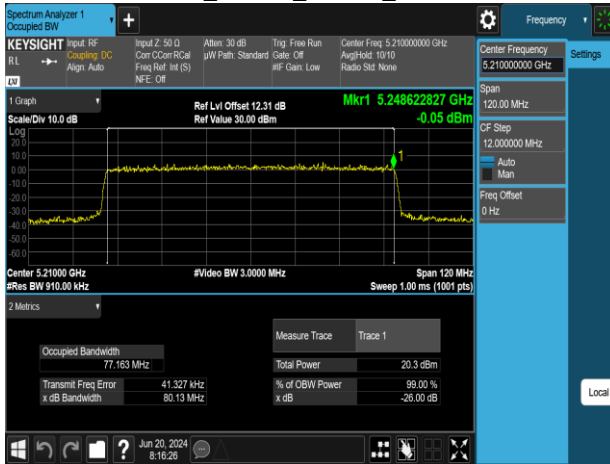 Spectrum Analyzer 1
Occupied BW
Frequency
KEYSIGHT
RL
LXI
Input: RF
Coupling: DC
Align: Auto
Input Z: 50 Ω
Corr CCorr RCal
Freq Ref: Int (S)
NFE: Off
Atten: 30 dB
µW Path: Standard
Trig: Free Run
Gate: Off
#IF Gain: Low
Center Freq: 5.210000000 GHz
Avg|Hold: 10/10
Radio Std: None
Center Frequency
5.210000000 GHz
Settings
Span
120.00 MHz
CF Step
12.000000 MHz
Auto
Man
Freq Offset
0 Hz
Local
1 Graph
Scale/Div 10.0 dB
Ref Lvl Offset 12.31 dB
Ref Value 30.00 dBm
Mkr1 5.248622827 GHz
-0.05 dBm
Log
20.0
10.0
0.00
-10.0
-20.0
-30.0
-40.0
-50.0
-60.0
1
Center 5.21000 GHz
#Video BW 3.0000 MHz
Span 120 MHz
#Res BW 910.00 kHz
Sweep 1.00 ms (1001 pts)
2 Metrics
Measure Trace Trace 1
Occupied Bandwidth
77.163 MHz
Total Power 20.3 dBm
Transmit Freq Error 41.327 kHz
% of OBW Power 99.00 %
x dB Bandwidth 80.13 MHz
x dB -26.00 dB
Jun 20, 2024
8:16:26